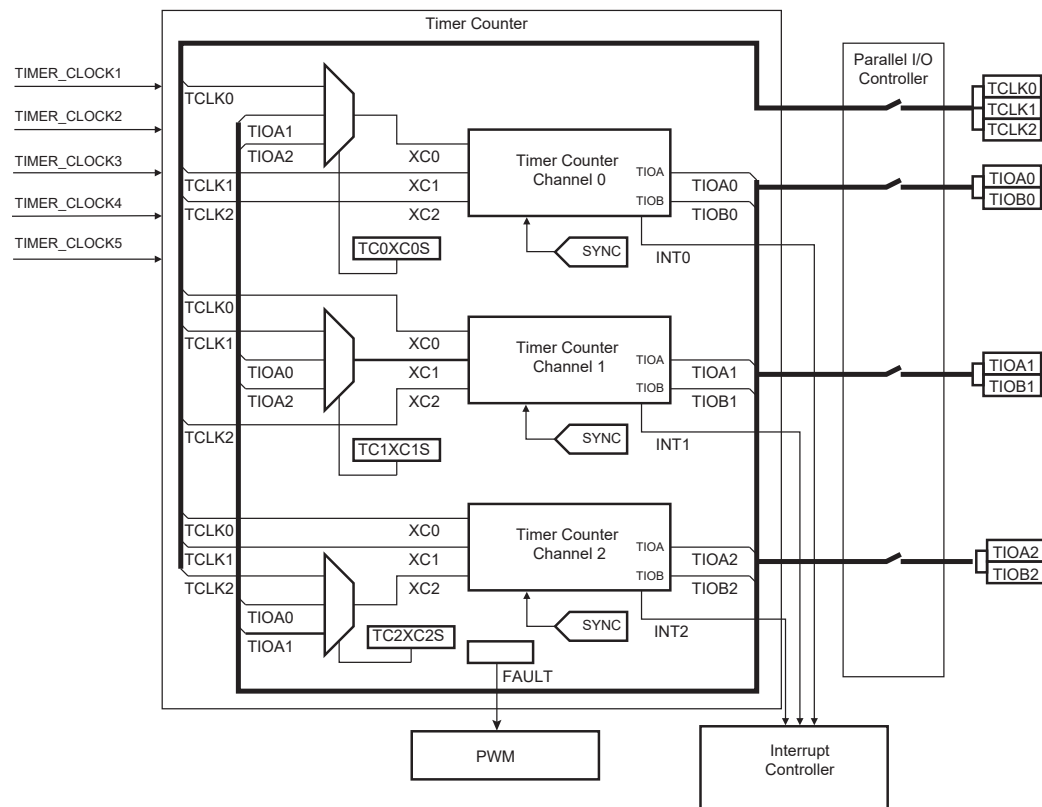 Timer Counter
Parallel I/O
Controller
TIMER_CLOCK1
TIMER_CLOCK2
TIMER_CLOCK3
TIMER_CLOCK4
TIMER_CLOCK5
TCLK0
TIOA1
TIOA2
TCLK1
TCLK2
XC0
XC1
XC2
TC0XC0S
Timer Counter
Channel 0
TIOA
TIOB
TIOA0
TIOB0
SYNC
INT0
TCLK0
TCLK1
TCLK2
TIOA0
TIOB0
TCLK0
TCLK1
TIOA0
TIOA2
TCLK2
XC0
XC1
XC2
TC1XC1S
Timer Counter
Channel 1
TIOA
TIOB
TIOA1
TIOB1
SYNC
INT1
TIOA1
TIOB1
TCLK0
TCLK1
TCLK2
TIOA0
TIOA1
XC0
XC1
XC2
TC2XC2S
Timer Counter
Channel 2
TIOA
TIOB
TIOA2
TIOB2
SYNC
INT2
TIOA2
TIOB2
FAULT
PWM
Interrupt
Controller